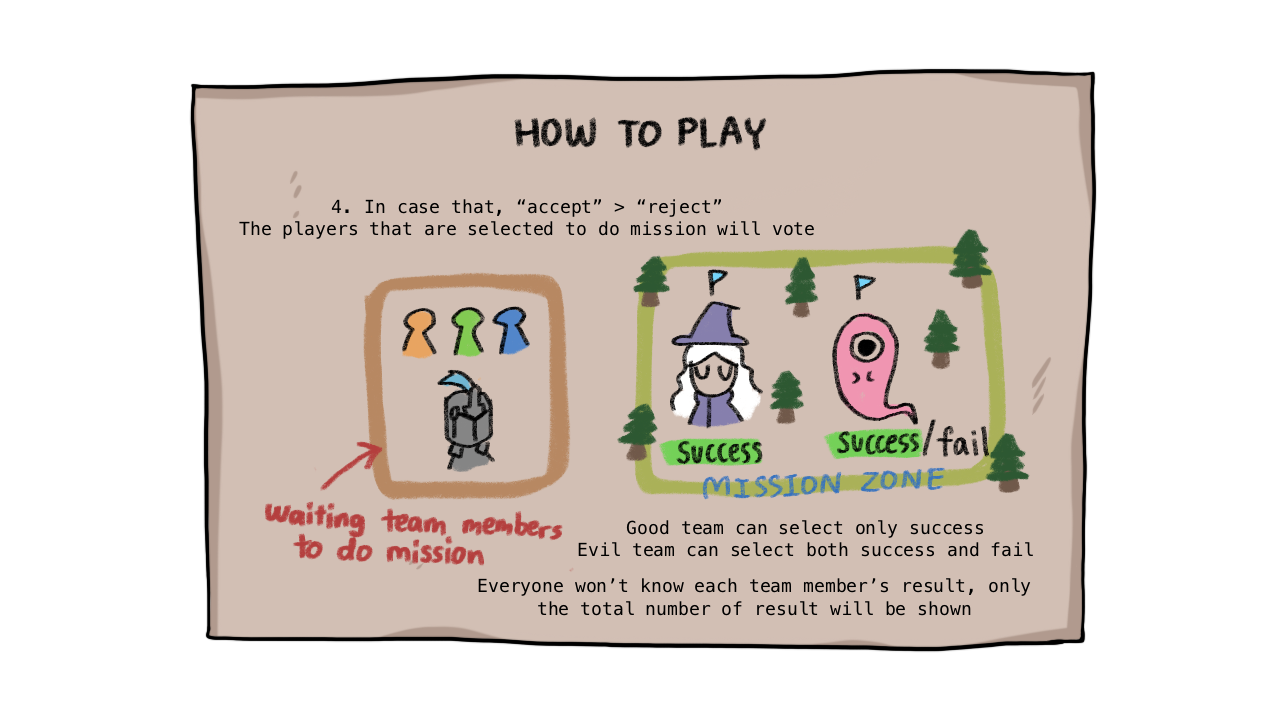 HOW TO PLAY
4. In case that, “accept” > “reject”
The players that are selected to do mission will vote
Success
Success/fail
MISSION ZONE
Waiting team members
to do mission
Good team can select only success
Evil team can select both success and fail
Everyone won’t know each team member’s result, only
the total number of result will be shown